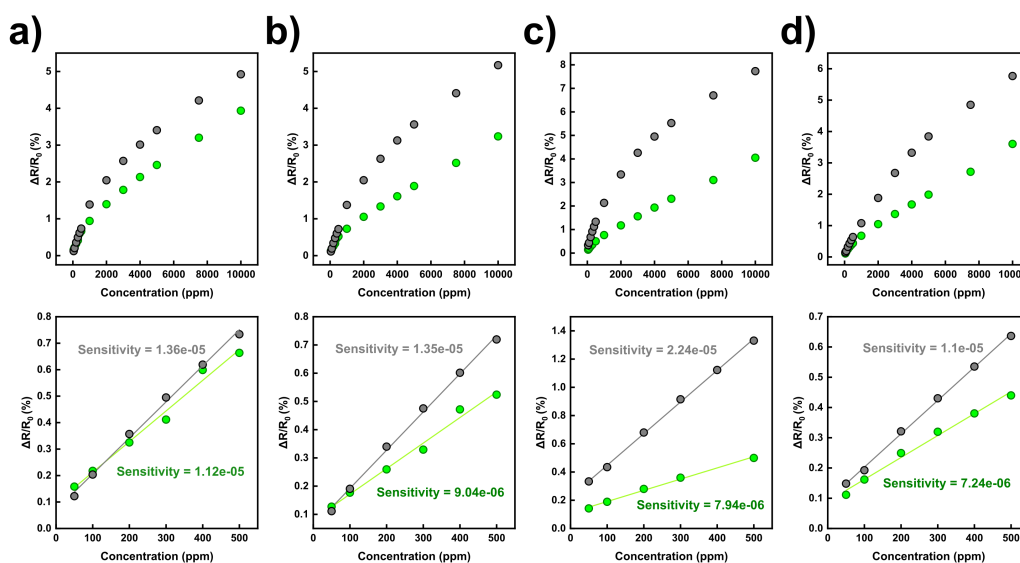 a)
b)
c)
d)
5
4
3
2
1
0
ΔR/R0 (%)
0 2000 4000 6000 8000 10000
Concentration (ppm)
5
4
3
2
1
0
ΔR/R0 (%)
0 2000 4000 6000 8000 10000
Concentration (ppm)
8
7
6
5
4
3
2
1
0
ΔR/R0 (%)
0 2000 4000 6000 8000 10000
Concentration (ppm)
6
5
4
3
2
1
0
ΔR/R0 (%)
0 2000 4000 6000 8000 10000
Concentration (ppm)
0.8
0.7
0.6
0.5
0.4
0.3
0.2
0.1
0.0
ΔR/R0 (%)
Sensitivity = 1.36e-05
Sensitivity = 1.12e-05
0 100 200 300 400 500
Concentration (ppm)
0.8
0.7
0.6
0.5
0.4
0.3
0.2
0.1
0.0
ΔR/R0 (%)
Sensitivity = 1.35e-05
Sensitivity = 9.04e-06
0 100 200 300 400 500
Concentration (ppm)
1.4
1.2
1.0
0.8
0.6
0.4
0.2
0.0
ΔR/R0 (%)
Sensitivity = 2.24e-05
Sensitivity = 7.94e-06
0 100 200 300 400 500
Concentration (ppm)
0.7
0.6
0.5
0.4
0.3
0.2
0.1
0.0
ΔR/R0 (%)
Sensitivity = 1.1e-05
Sensitivity = 7.24e-06
0 100 200 300 400 500
Concentration (ppm)